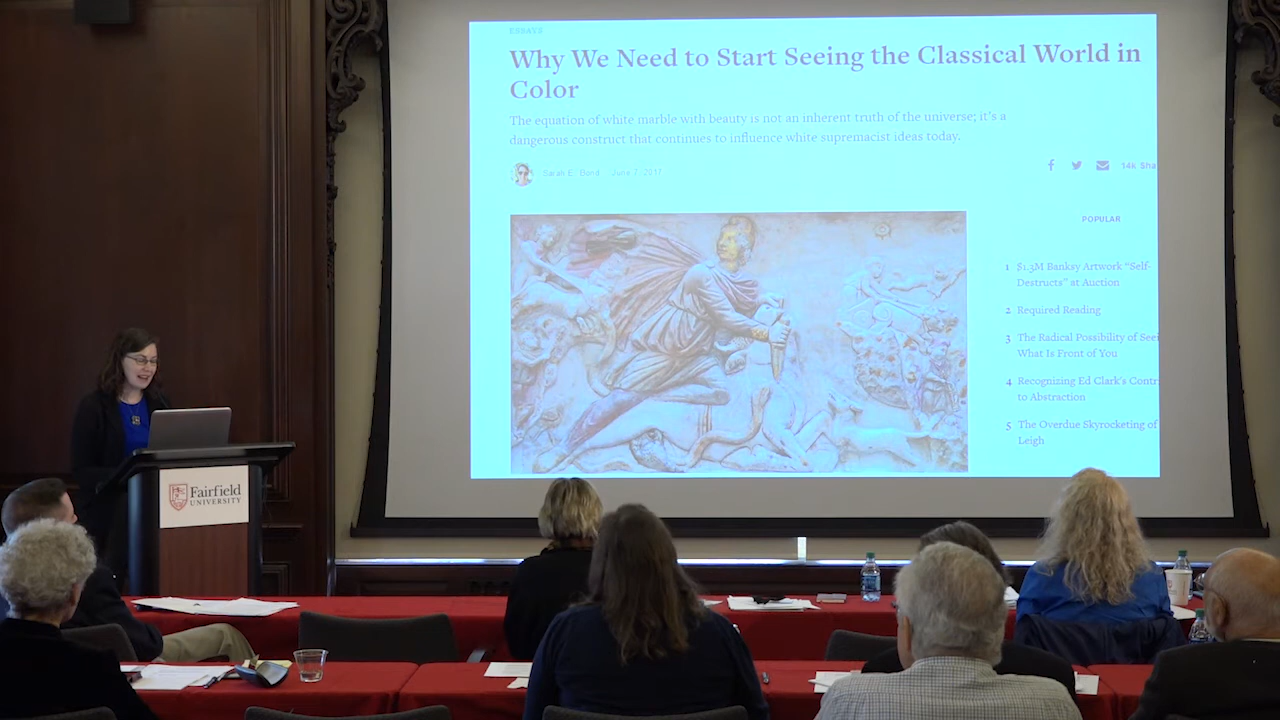 ESSAYS
Why We Need to Start Seeing the Classical World in
Color
The equation of white marble with beauty is not an inherent truth of the universe; it's a
dangerous construct that continues to influence white supremacist ideas today.
Sarah E. Bond June 7, 2017
14k Sha
POPULAR
1 $1.3M Banksy Artwork “Self-
Destructs” at Auction
2 Required Reading
3 The Radical Possibility of Seei
What Is Front of You
4 Recognizing Ed Clark's Contr
to Abstraction
5 The Overdue Skyrocketing of
Leigh
Fairfield
UNIVERSITY